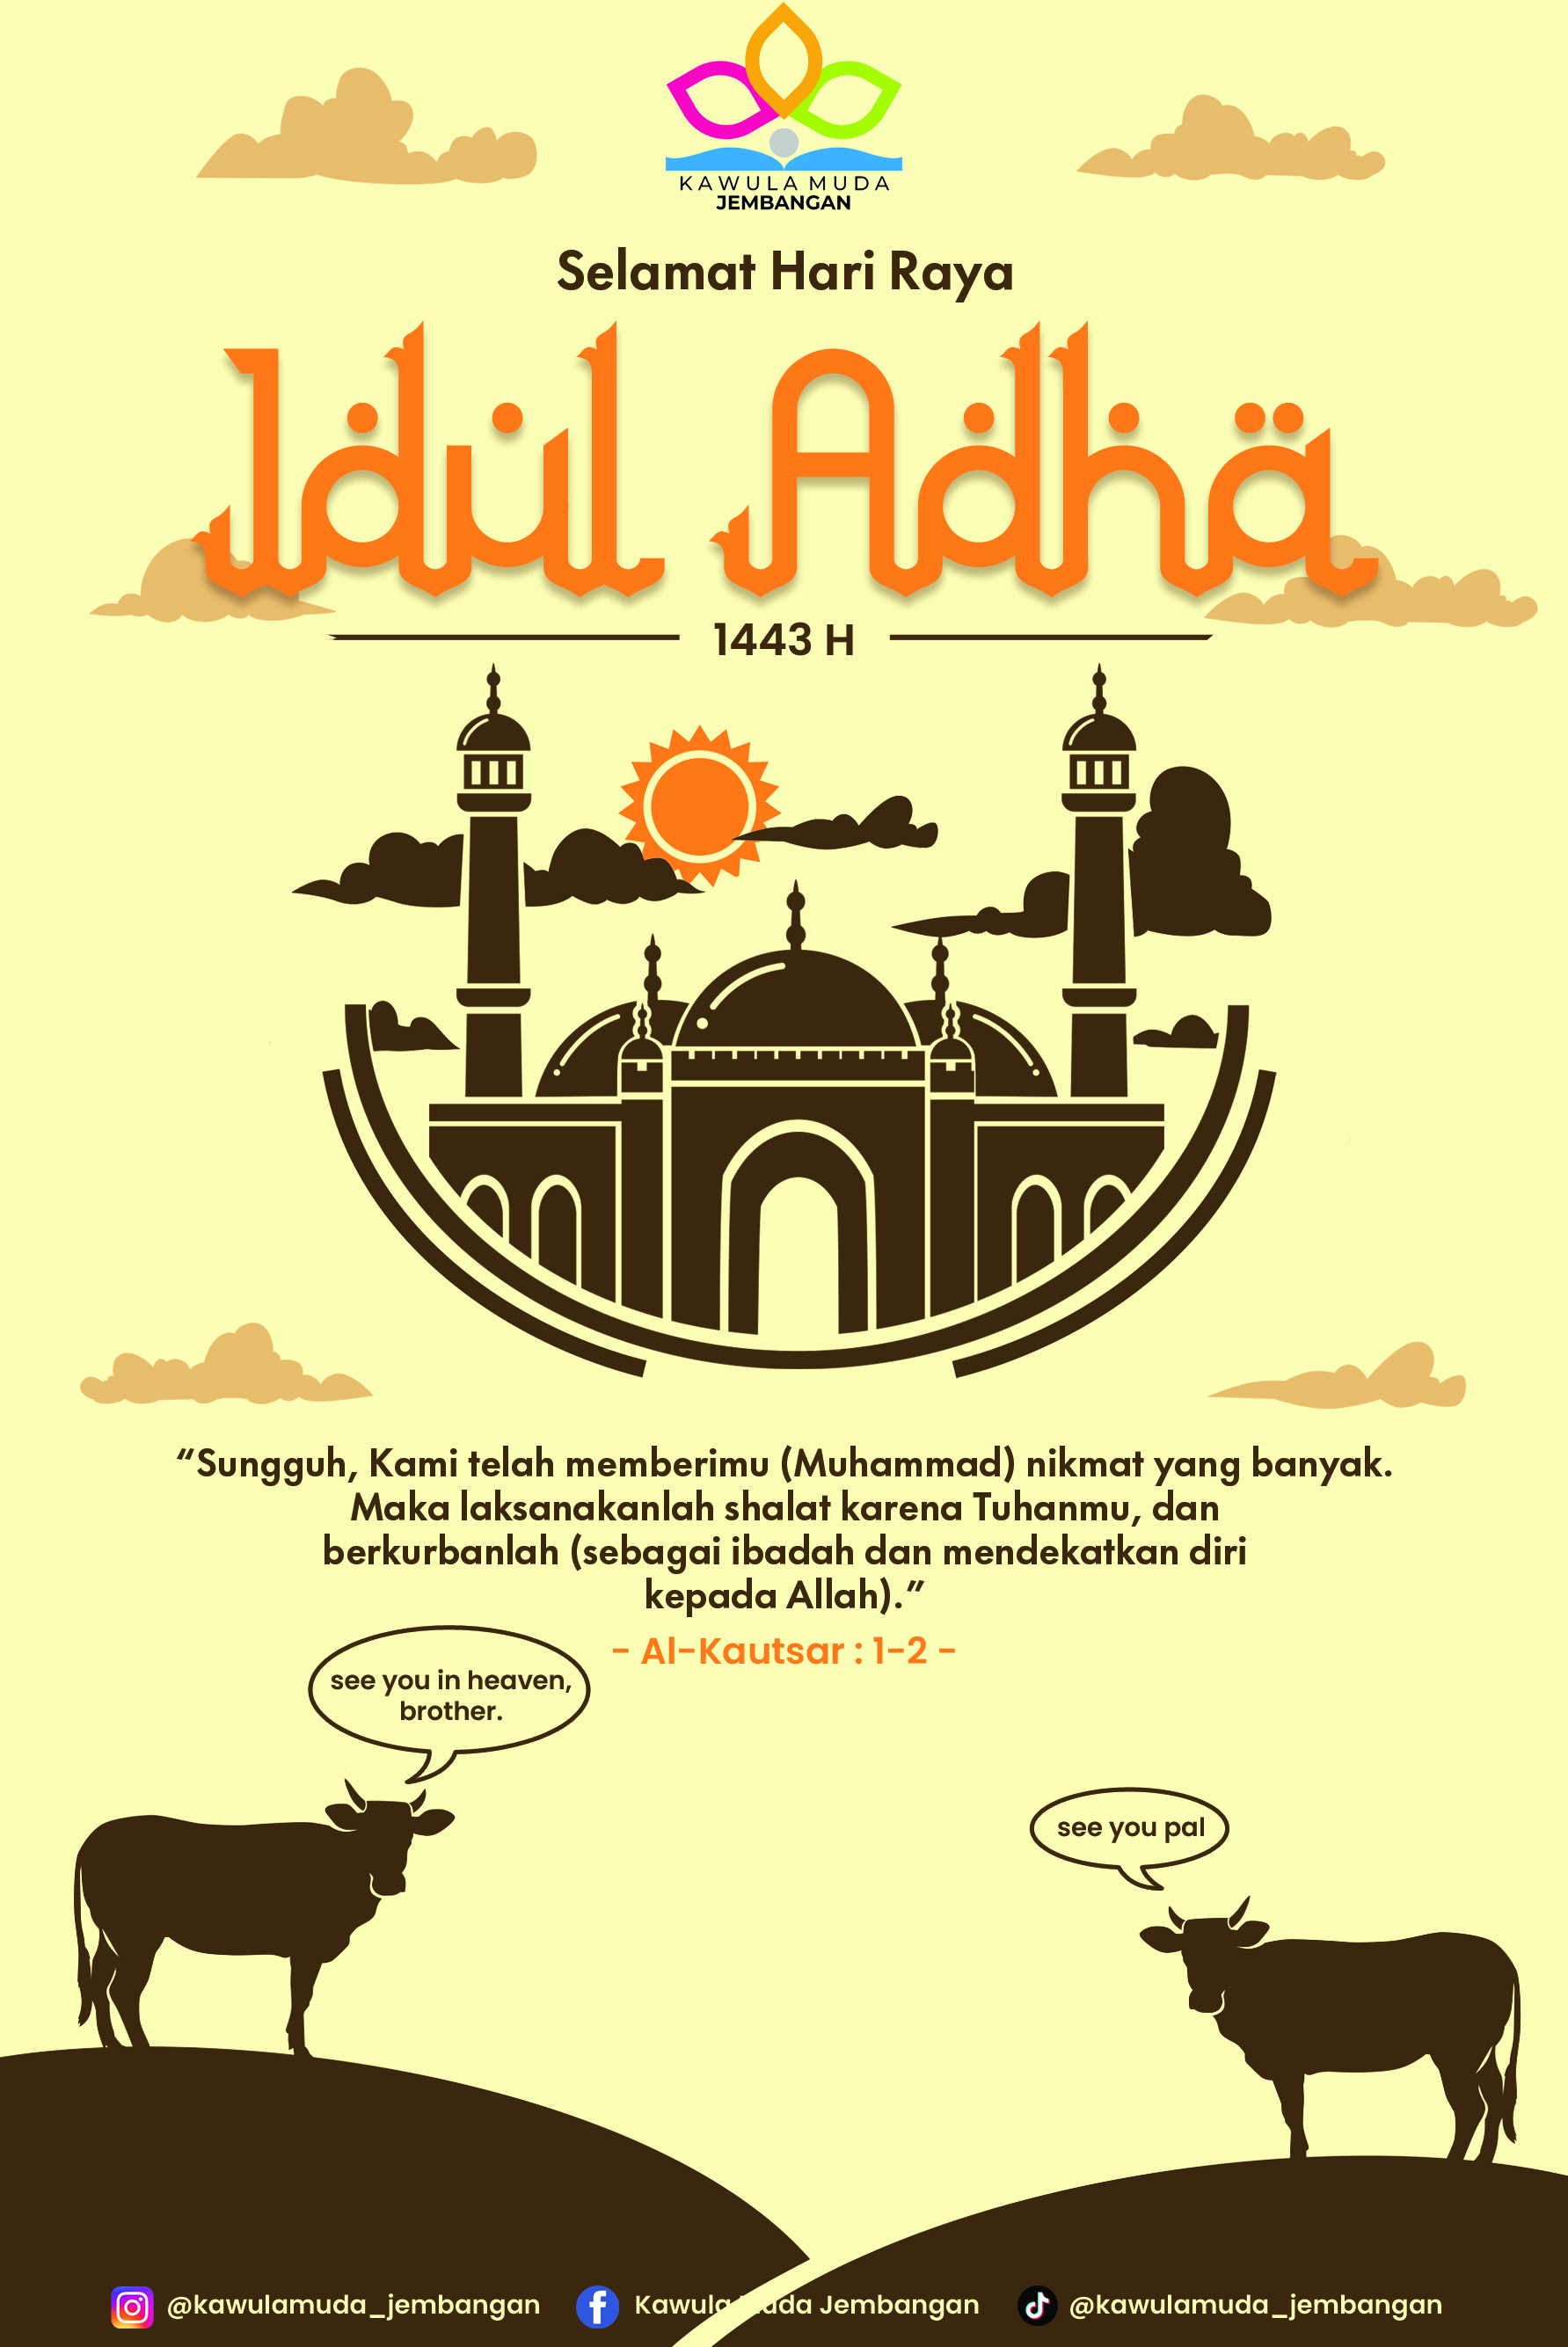 KAWULA MUDA
JEMBANGAN
Selamat Hari Raya
Idul Adha
1443 H
“Sungguh, Kami telah memberimu (Muhammad) nikmat yang banyak.
Maka laksanakanlah shalat karena Tuhanmu, dan
berkurbanlah (sebagai ibadah dan mendekatkan diri
kepada Allah).”
- Al-Kautsar : 1-2 -
see you in heaven,
brother.
see you pal
@kawulamuda_jembangan
Kawula Muda Jembangan
@kawulamuda_jembangan